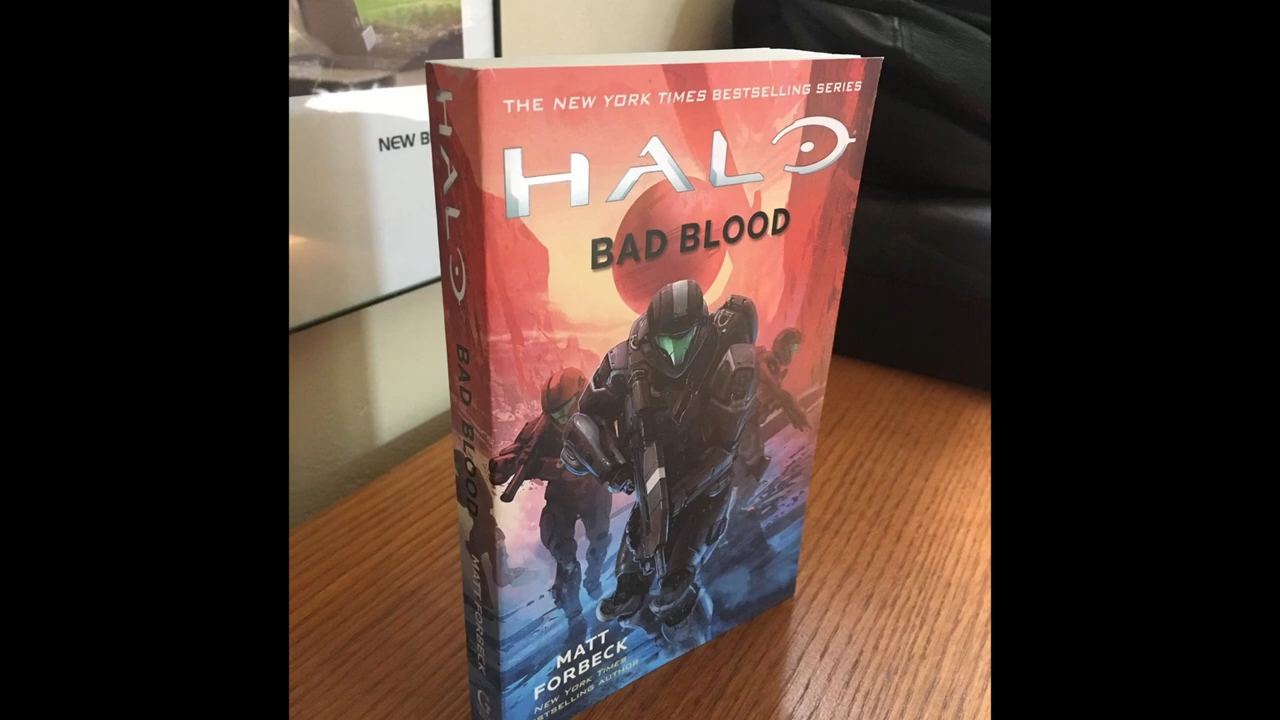 NEW B
THE NEW YORK TIMES BESTSELLING SERIES
HALO
BAD BLOOD
MATT
FORBECK
NEW YORK TIMES
BESTSELLING AUTHOR
HALO BAD BLOOD MATT FORBECK